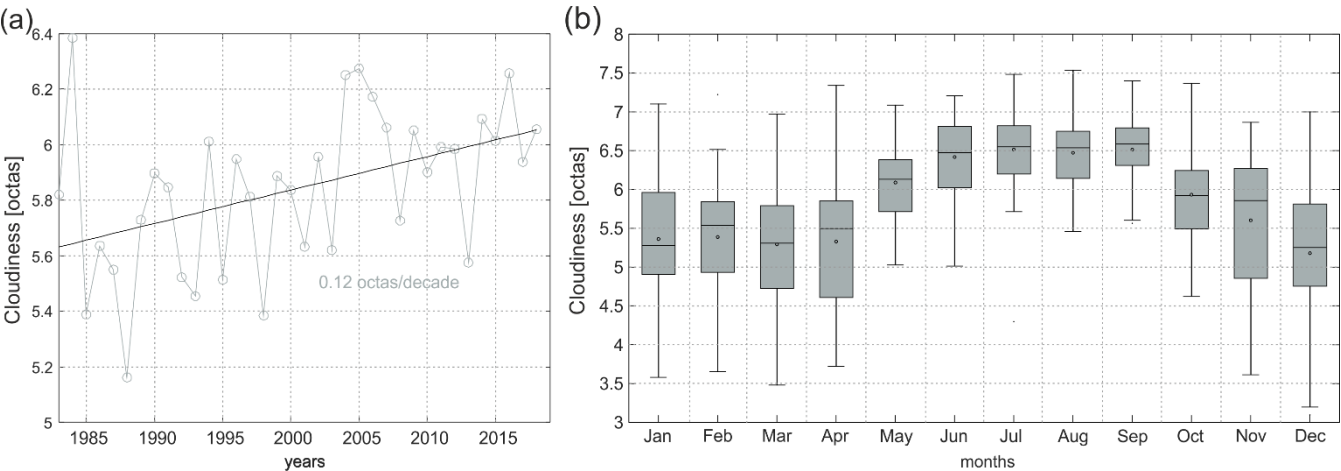 (a)
Cloudiness [octas]
6.4
6.2
6
5.8
5.6
5.4
5.2
5
0.12 octas/decade
1985 1990 1995 2000 2005 2010 2015
years
(b)
Cloudiness [octas]
8
7.5
7
6.5
6
5.5
5
4.5
4
3.5
3
Jan Feb Mar Apr May Jun Jul Aug Sep Oct Nov Dec
months